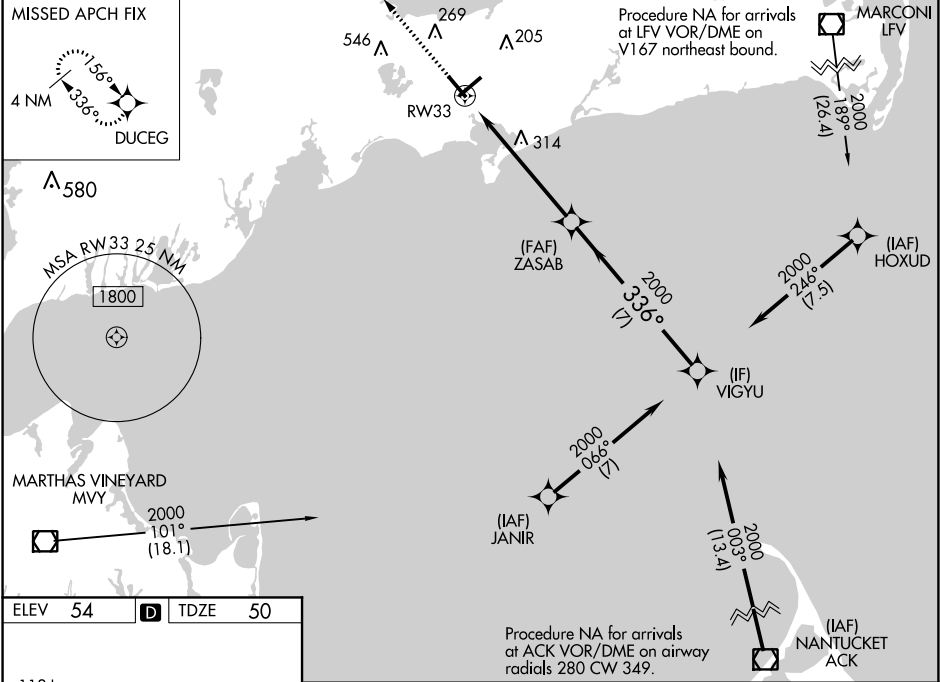 MISSED APCH FIX
4 NM
156°
336°
DUCEG
546
269
205
Procedure NA for arrivals
at LFV VOR/DME on
V167 northeast bound.
MARCONI
LFV
2000
189°
(26.4)
RW33
314
580
(FAF)
ZASAB
(IAF)
HOXUD
2000
246°
(7.5)
MSA RW33 25 NM
1800
2000
336°
(7)
(IF)
VIGYU
2000
066°
(7)
(IAF)
JANIR
MARTHAS VINEYARD
MVY
2000
101°
(18.1)
2000
003°
(13.4)
ELEV 54 D TDZE 50
Procedure NA for arrivals
at ACK VOR/DME on airway
radials 280 CW 349.
(IAF)
NANTUCKET
ACK